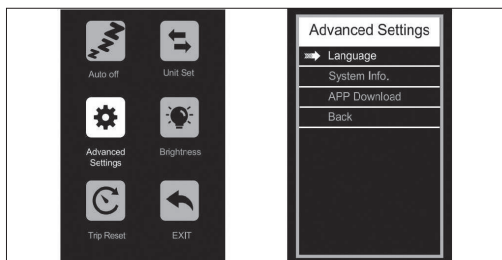 Auto off
Unit Set
Advanced
Settings
Brightness
Trip Reset
EXIT
Advanced Settings
Language
System Info.
APP Download
Back